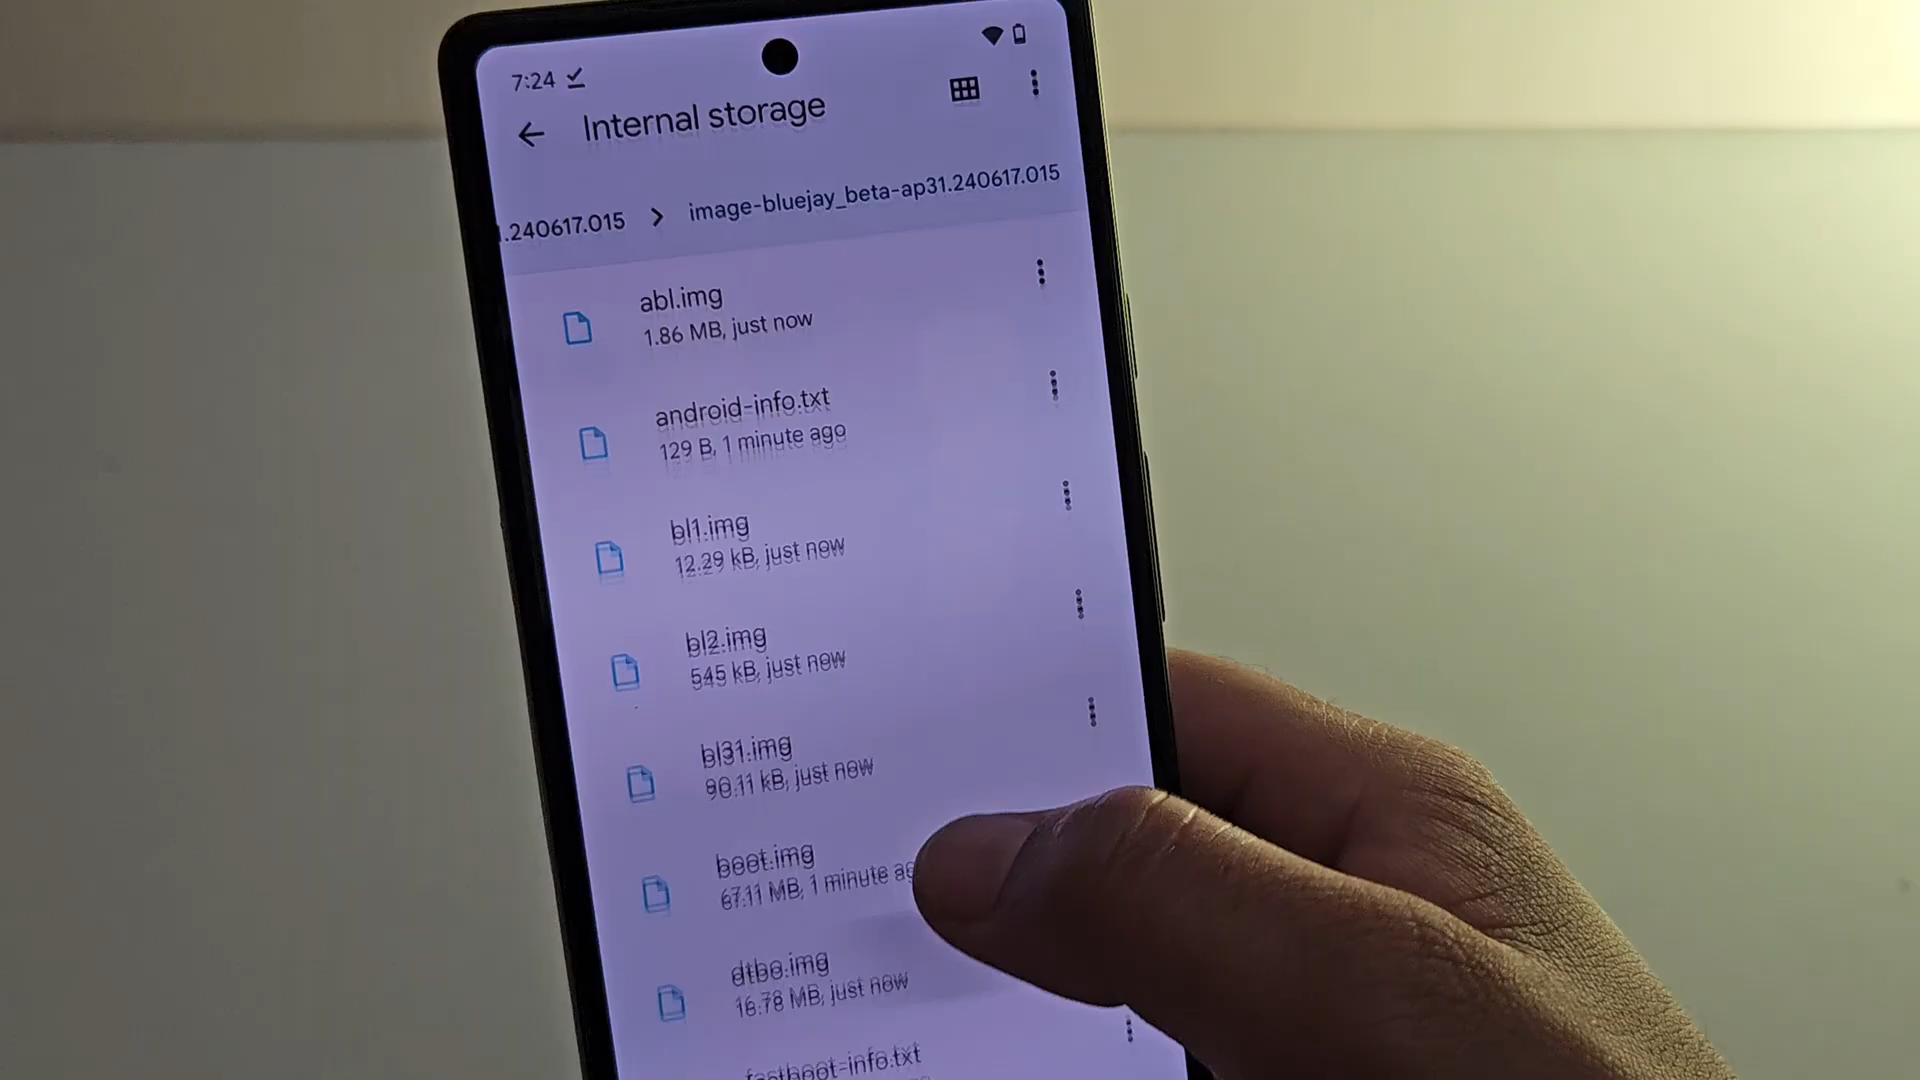 7:24
Internal storage
.240617.015 > image-bluejay_beta-ap31.240617.015
abl.img
1.86 MB, just now
android-info.txt
129 B, 1 minute ago
bl1.img
12.29 kB, just now
bl2.img
545 kB, just now
bl31.img
90.11 kB, just now
boot.img
67.11 MB, 1 minute ag
dtbo.img
16.78 MB, just now
fastboot-info.txt